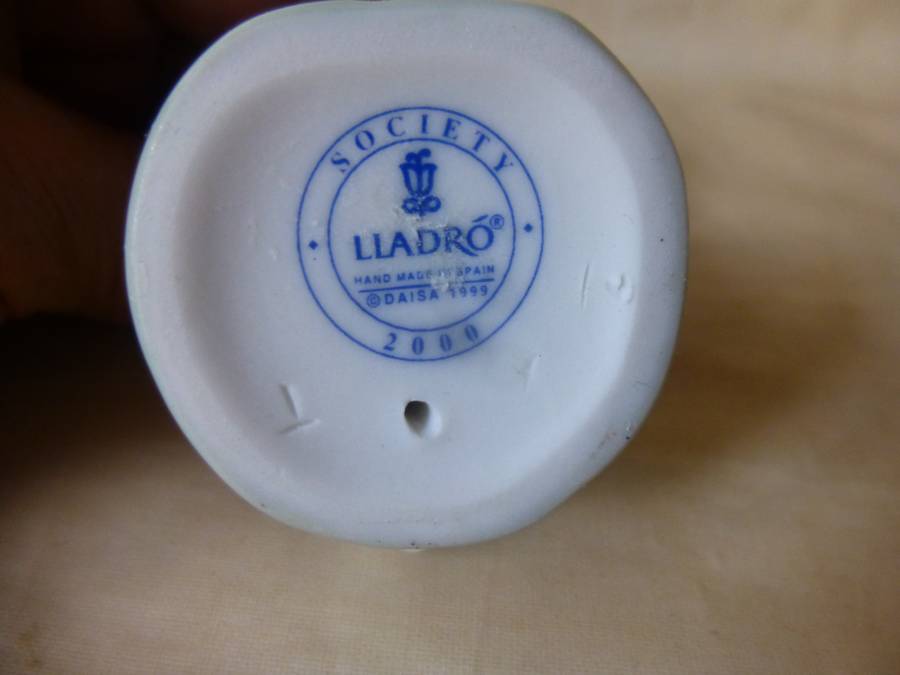 SOCIETY
LLADRÓ®
HAND MADE IN SPAIN
©DAISA 1999
2000